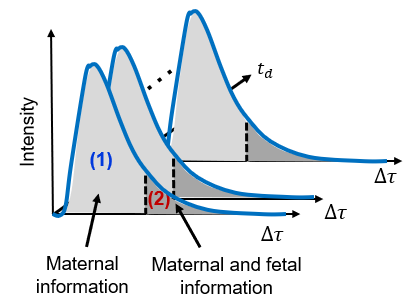 t_d
Intensity
(1)
(2)
Δτ
Δτ
Δτ
Maternal
information
Maternal and fetal
information